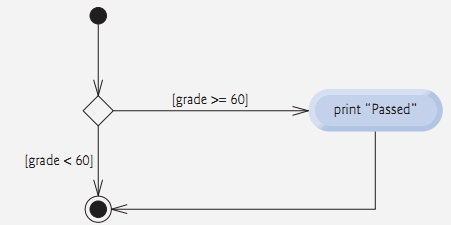 [grade >= 60]
print “Passed”
[grade < 60]